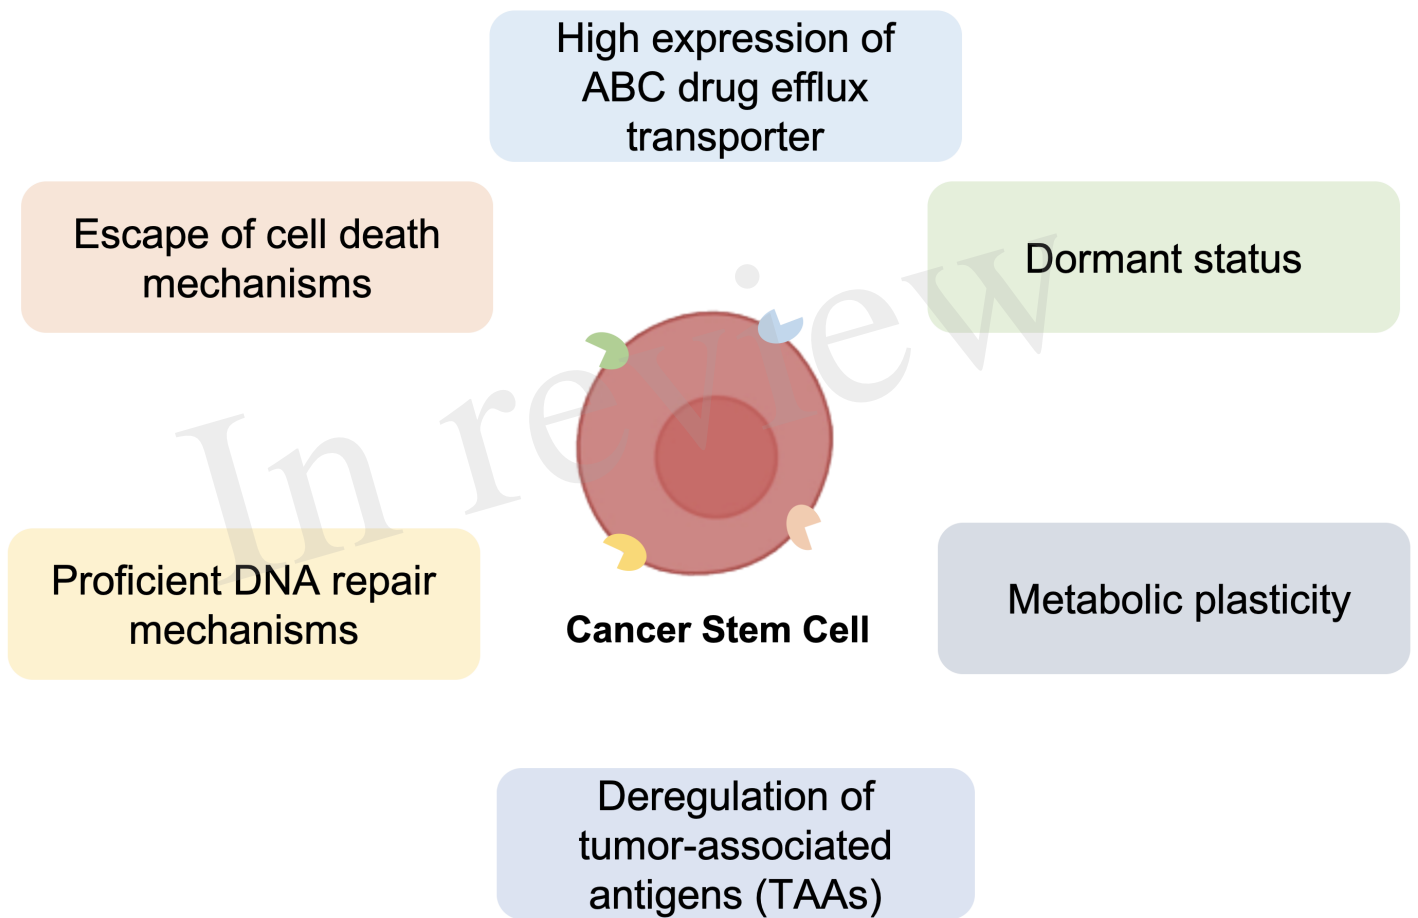 High expression of
ABC drug efflux
transporter
Escape of cell death
mechanisms
Dormant status
In review
Proficient DNA repair
mechanisms
Metabolic plasticity
Cancer Stem Cell
Deregulation of
tumor-associated
antigens (TAAs)